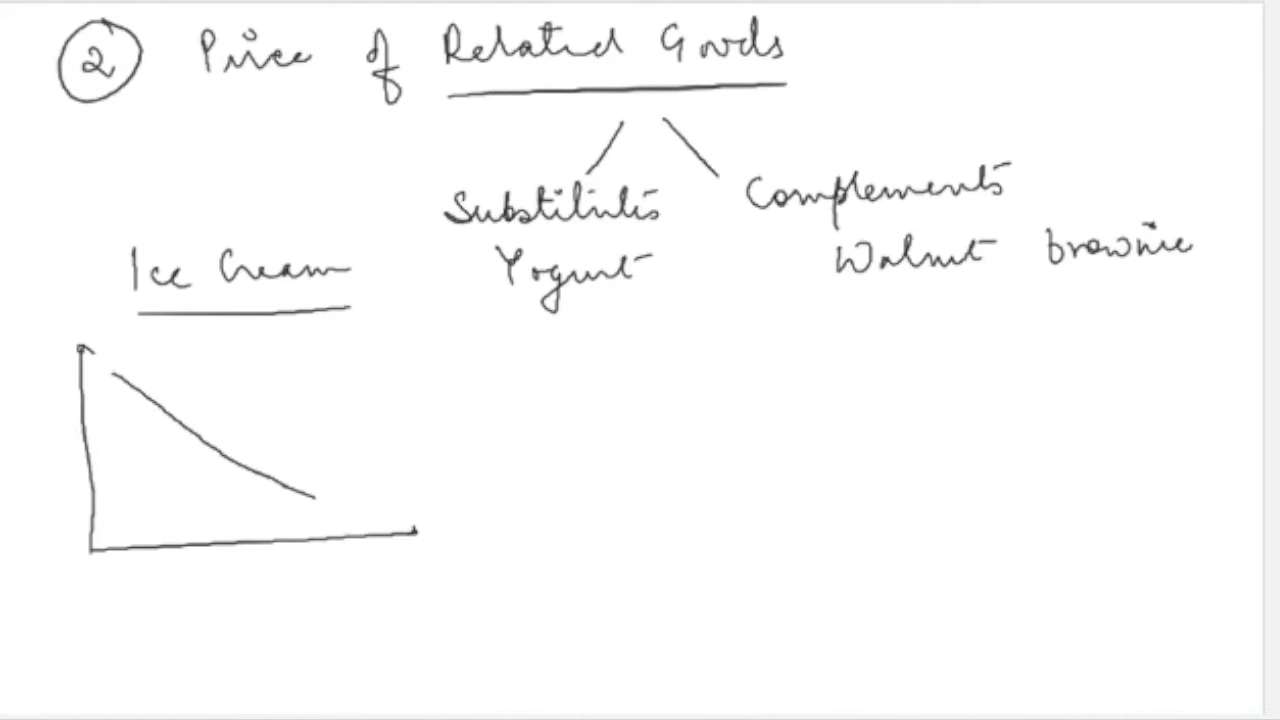 2 Price of Related Goods
Substitutes Complements
Ice Cream Yogurt Walnut brownie